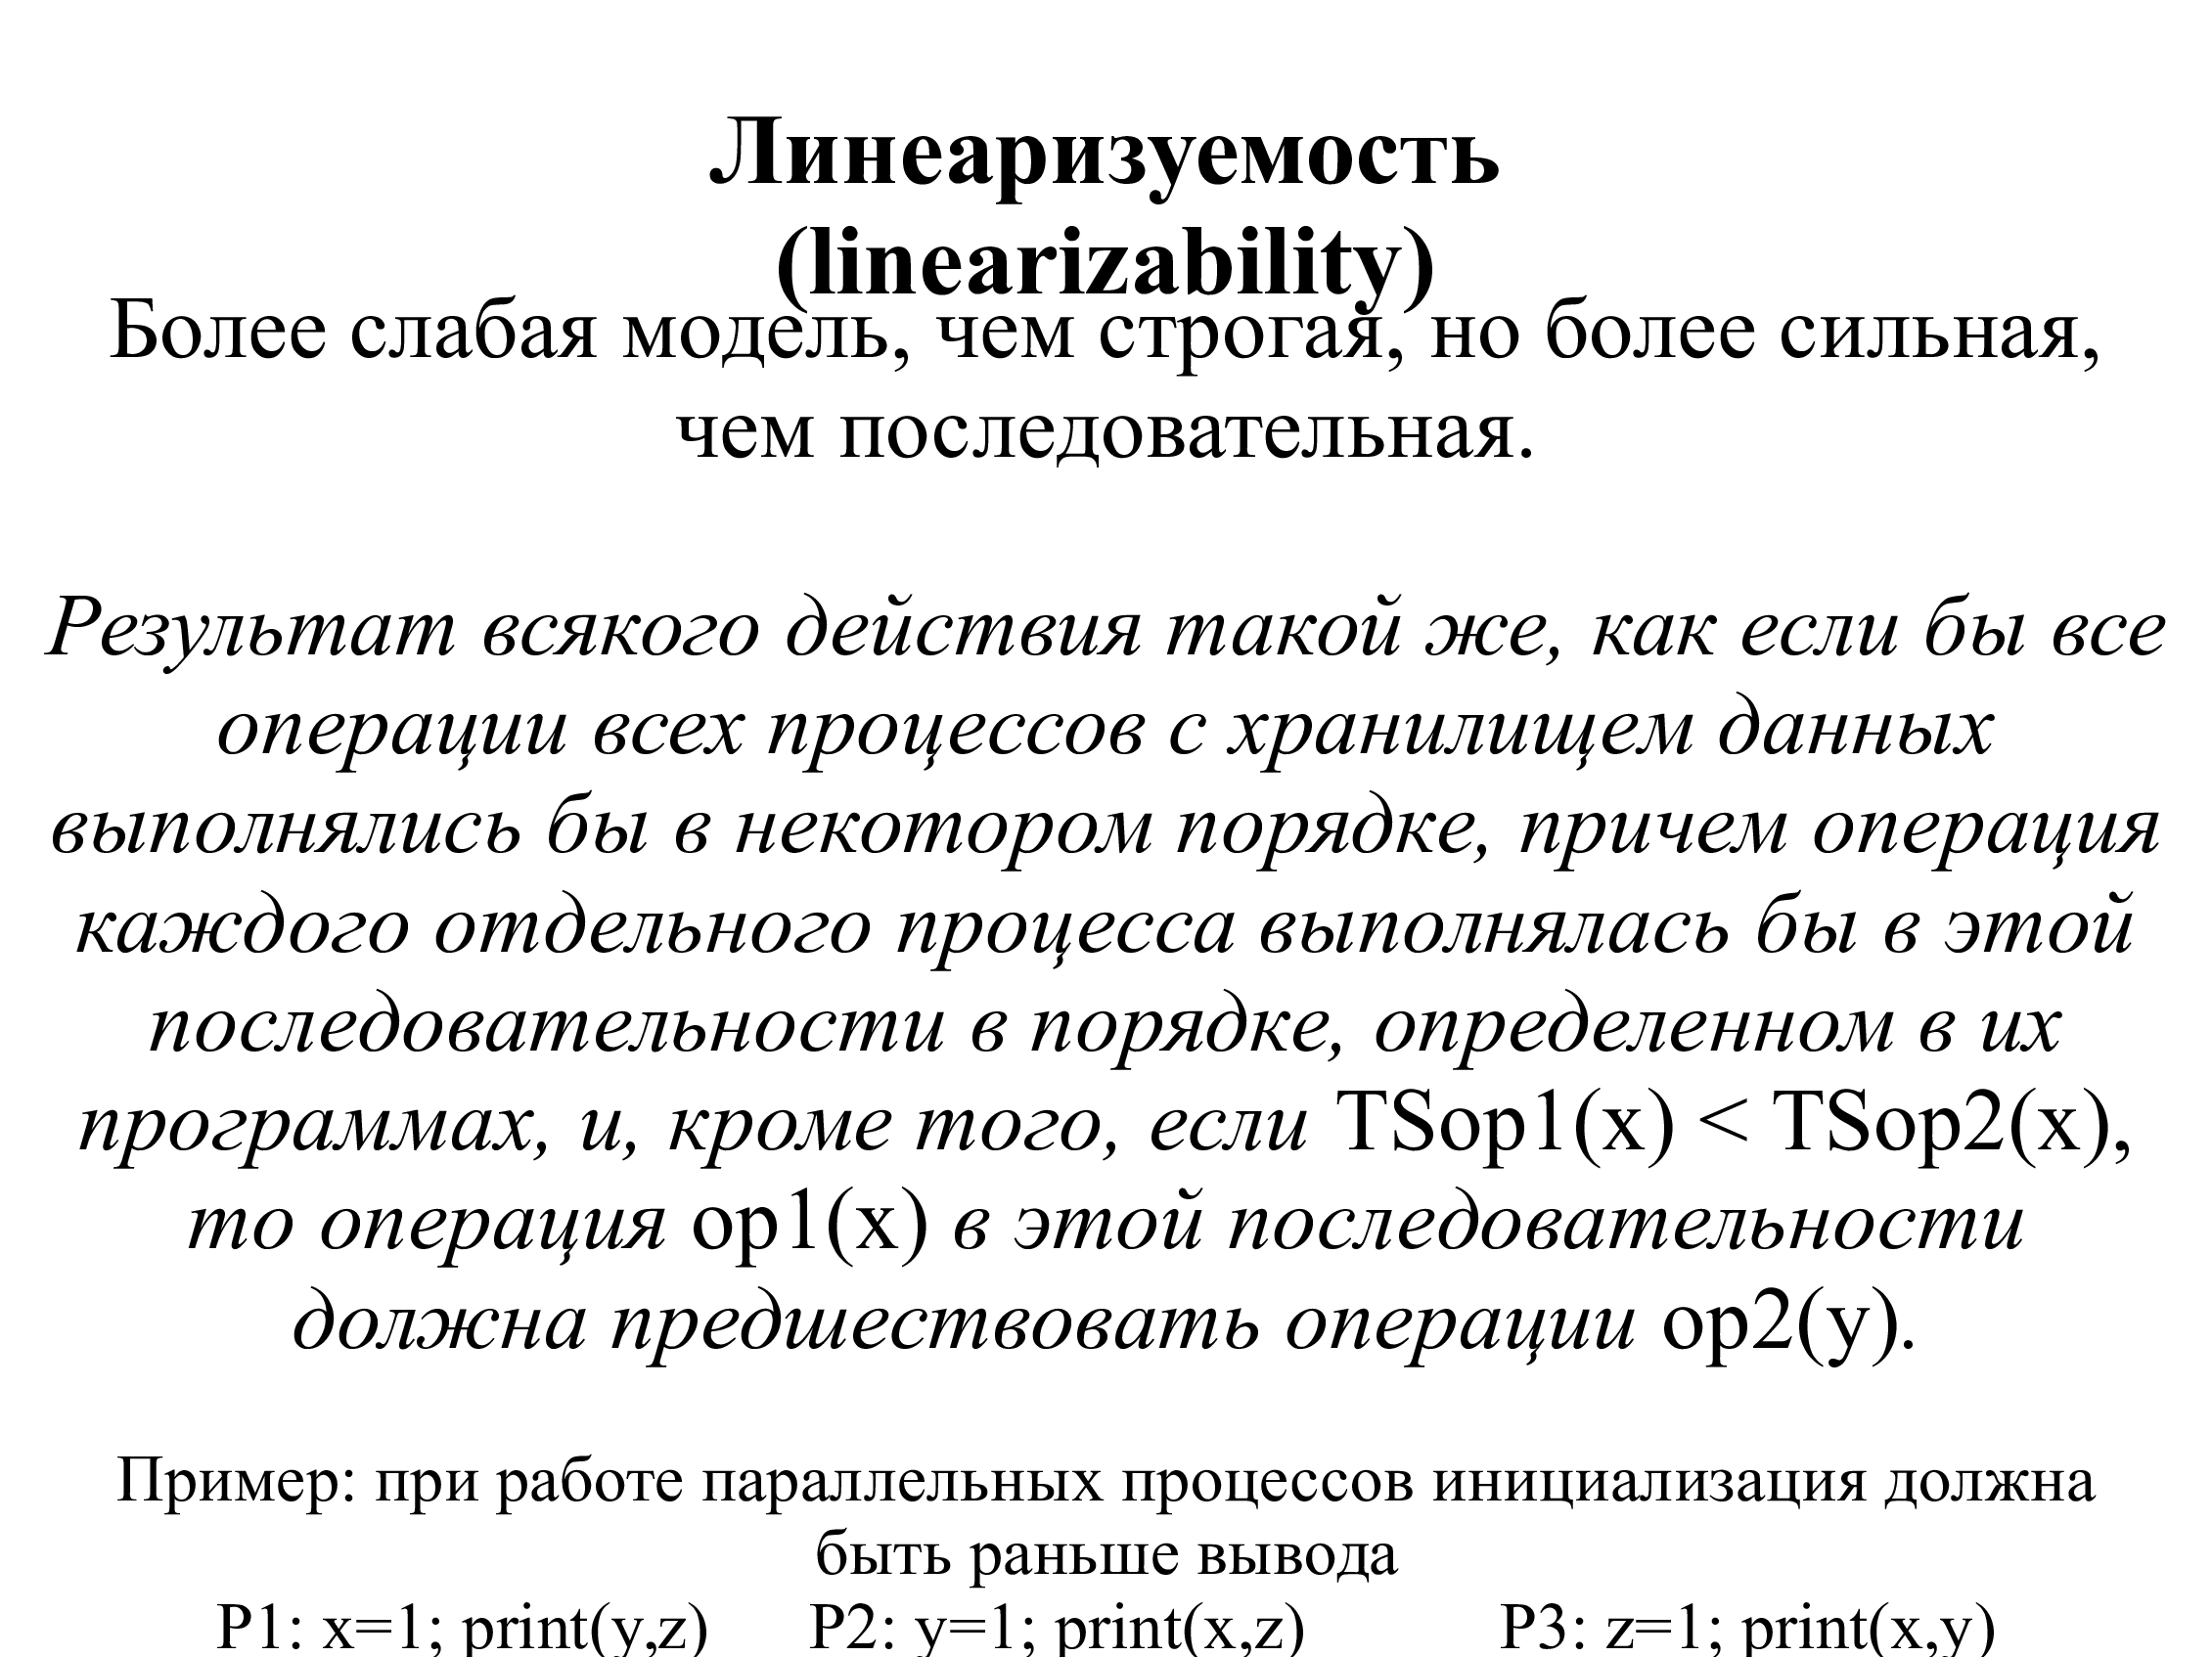 Линеаризуемость
(linearizability)
Более слабая модель, чем строгая, но более сильная,
чем последовательная.
Результат всякого действия такой же, как если бы все
операции всех процессов с хранилищем данных
выполнялись бы в некотором порядке, причем операция
каждого отдельного процесса выполнялась бы в этой
последовательности в порядке, определенном в их
программах, и, кроме того, если TSop1(x) < TSop2(x),
то операция op1(x) в этой последовательности
должна предшествовать операции op2(y).
Пример: при работе параллельных процессов инициализация должна
быть раньше вывода
P1: x=1; print(y,z) P2: y=1; print(x,z) P3: z=1; print(x,y)